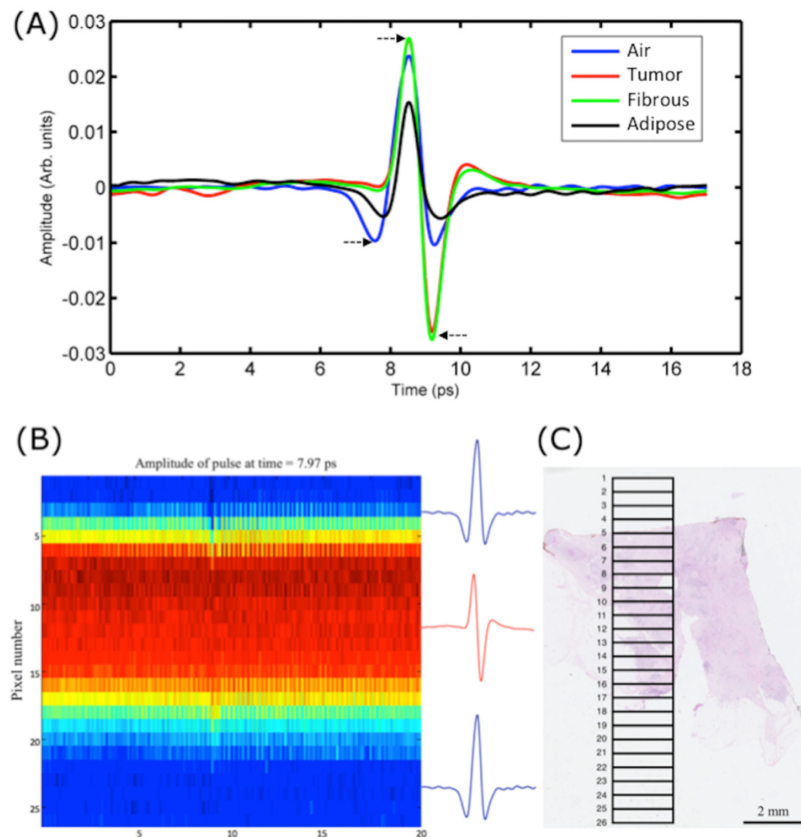 (A)
0.03
0.02
0.01
0
-0.01
-0.02
-0.03
Amplitude (Arb. units)
0 2 4 6 8 10 12 14 16 18
Time (ps)
Air
Tumor
Fibrous
Adipose
(B)
Amplitude of pulse at time = 7.97 ps
Pixel number
5
10
15
20
25
5 10 15 20
(C)
1
2
3
4
5
6
7
8
9
10
11
12
13
14
15
16
17
18
19
20
21
22
23
24
25
26
2 mm